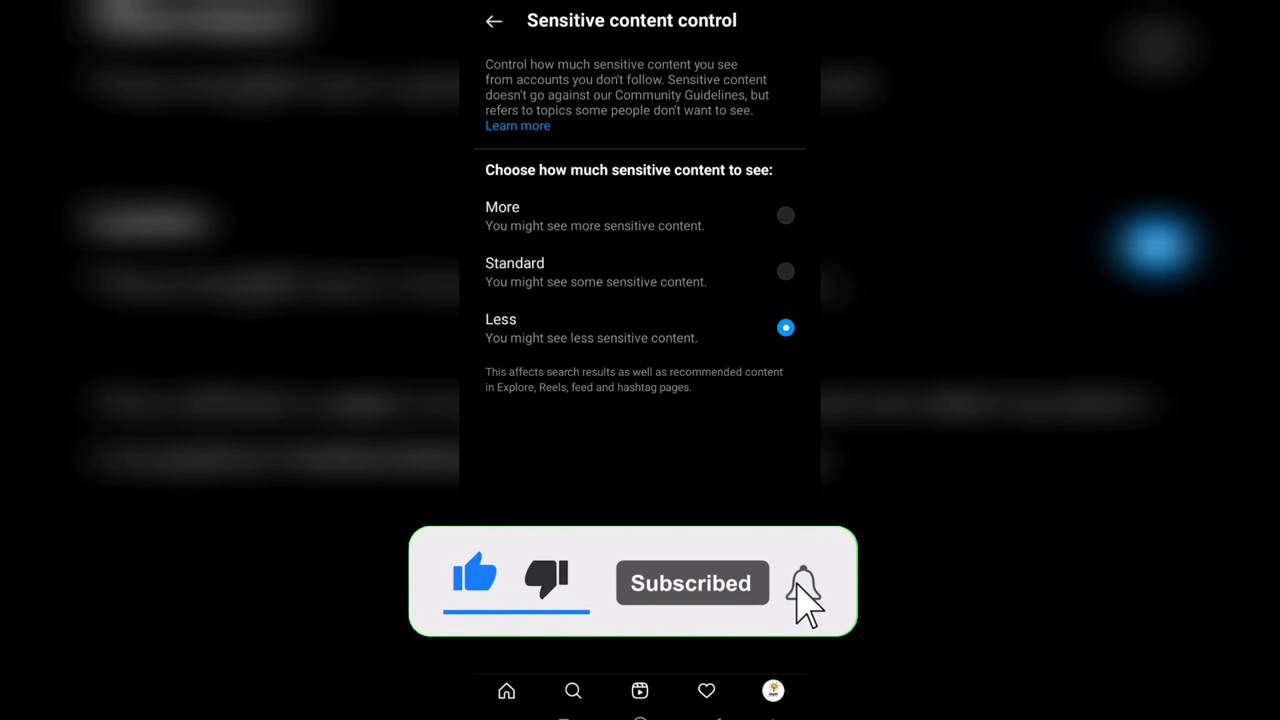 Sensitive content control
Control how much sensitive content you see
from accounts you don't follow. Sensitive content
doesn't go against our Community Guidelines, but
refers to topics some people don't want to see.
Learn more
Choose how much sensitive content to see:
More
You might see more sensitive content.
Standard
You might see some sensitive content.
Less
You might see less sensitive content.
This affects search results as well as recommended content
in Explore, Reels, feed and hashtag pages.
Subscribed